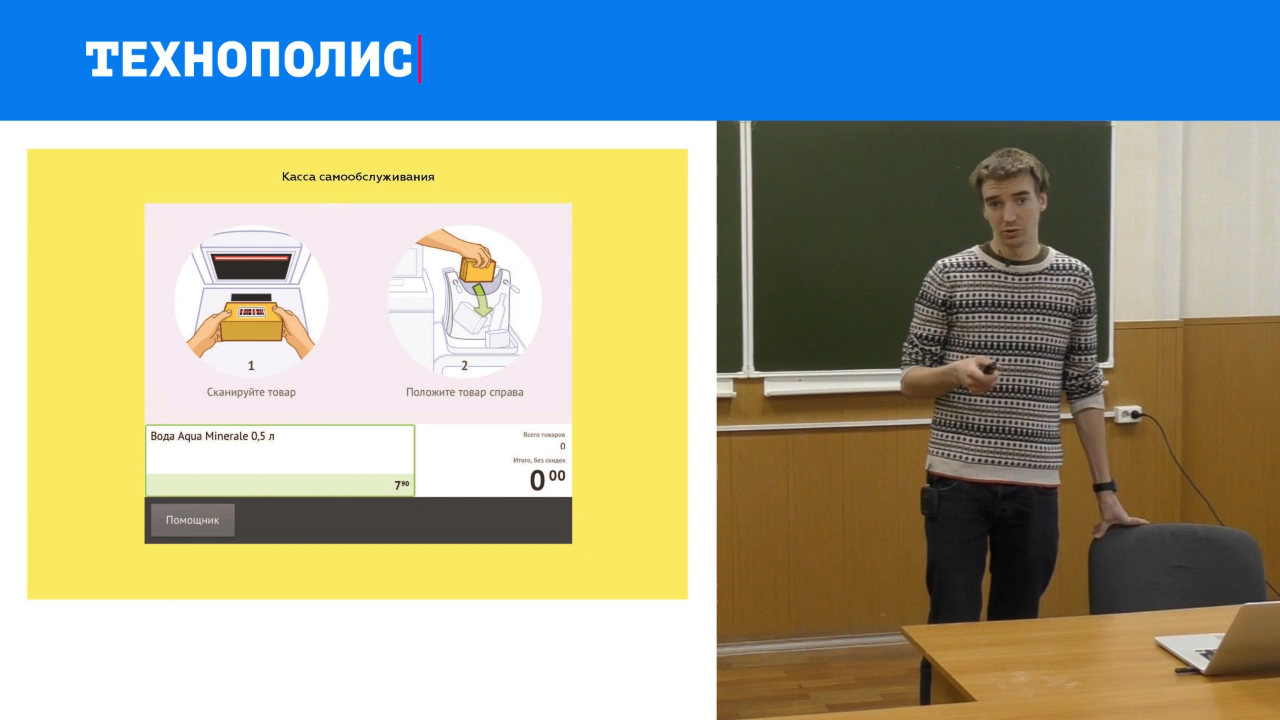 ТЕХНОПОЛИС
Касса самообслуживания
1
Сканируйте товар
2
Положите товар справа
Вода Aqua Minerale 0,5 л
7⁹⁰
Всего товаров
0
Итого, без скидок
0⁰⁰
Помощник